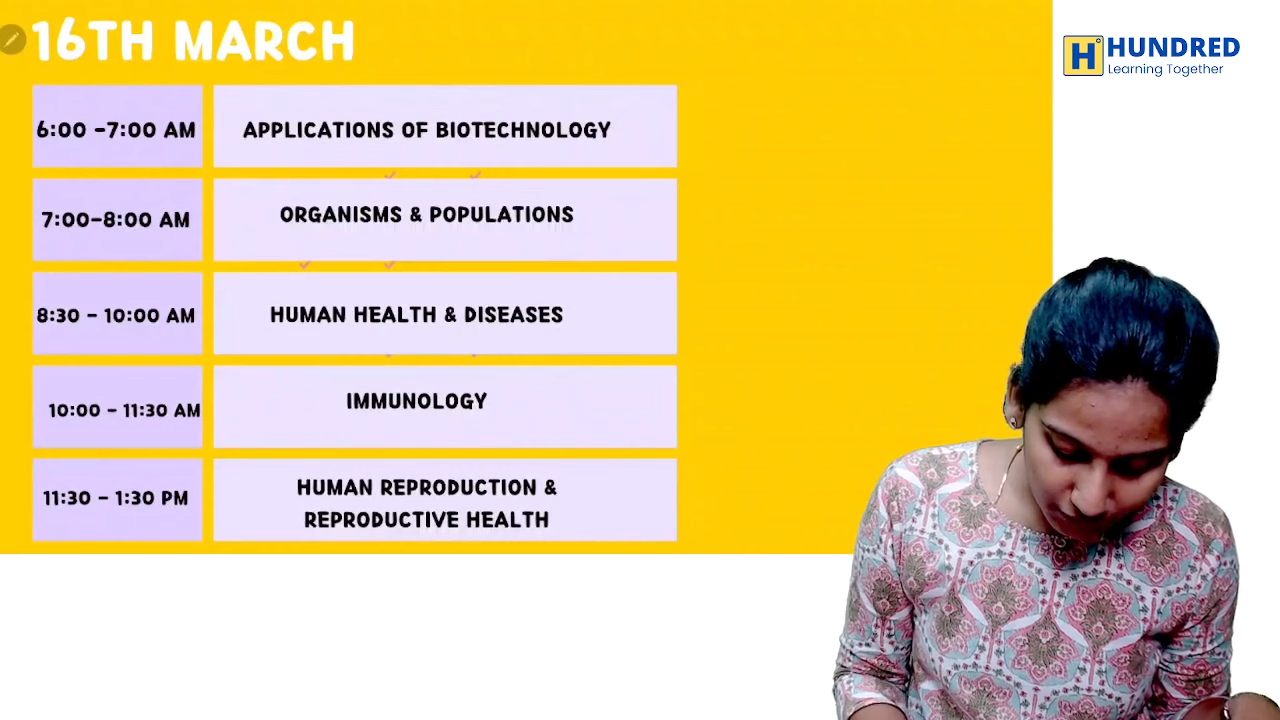 16TH MARCH
HUNDRED
Learning Together
6:00 -7:00 AM
APPLICATIONS OF BIOTECHNOLOGY
7:00-8:00 AM
ORGANISMS & POPULATIONS
8:30 - 10:00 AM
HUMAN HEALTH & DISEASES
10:00 - 11:30 AM
IMMUNOLOGY
11:30 - 1:30 PM
HUMAN REPRODUCTION &
REPRODUCTIVE HEALTH